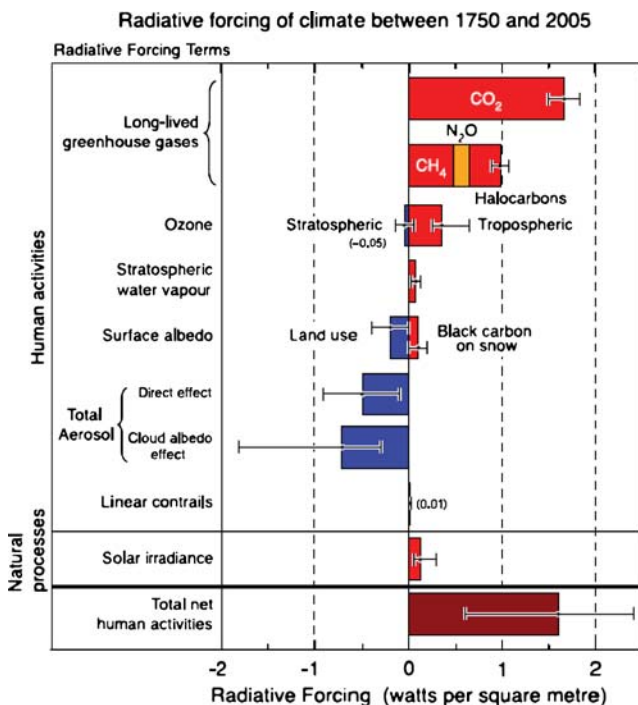 Radiative forcing of climate between 1750 and 2005
Radiative Forcing Terms
Human activities
Long-lived
greenhouse gases
CO₂
N₂O
CH₄
Halocarbons
Ozone
Stratospheric
(−0.05)
Tropospheric
Stratospheric
water vapour
Surface albedo
Land use
Black carbon
on snow
Total
Aerosol
Direct effect
Cloud albedo
effect
Linear contrails
(0.01)
Natural
processes
Solar irradiance
Total net
human activities
-2 -1 0 1 2
Radiative Forcing (watts per square metre)